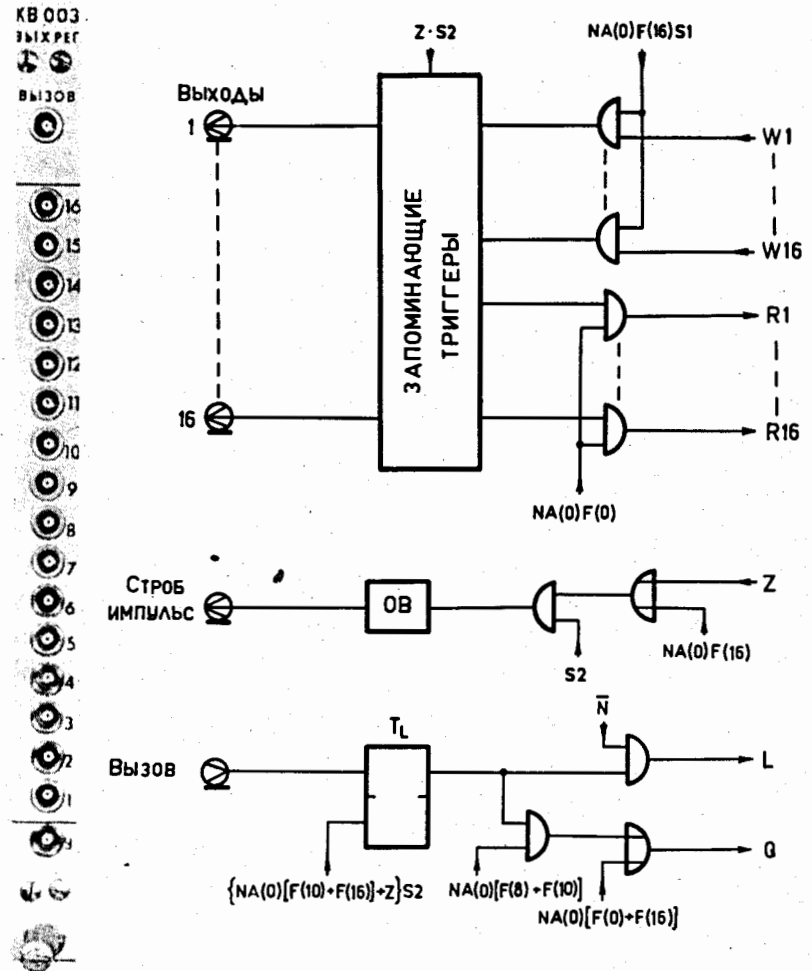 КВ 003
ВЫХ РЕГ
ВЫЗОВ
16
15
14
13
12
11
10
9
8
7
6
5
4
3
2
1
Z·S2
NA(0)F(16)S1
Выходы
1
16
ЗАПОМИНАЮЩИЕ
ТРИГГЕРЫ
W1
W16
R1
R16
NA(0)F(0)
Строб
импульс
ОВ
Z
NA(0)F(16)
S2
Вызов
TL
N̅
L
Q
{NA(0)[F(10)+F(16)]+Z}S2
NA(0)[F(8)+F(10)]
NA(0)[F(0)+F(16)]